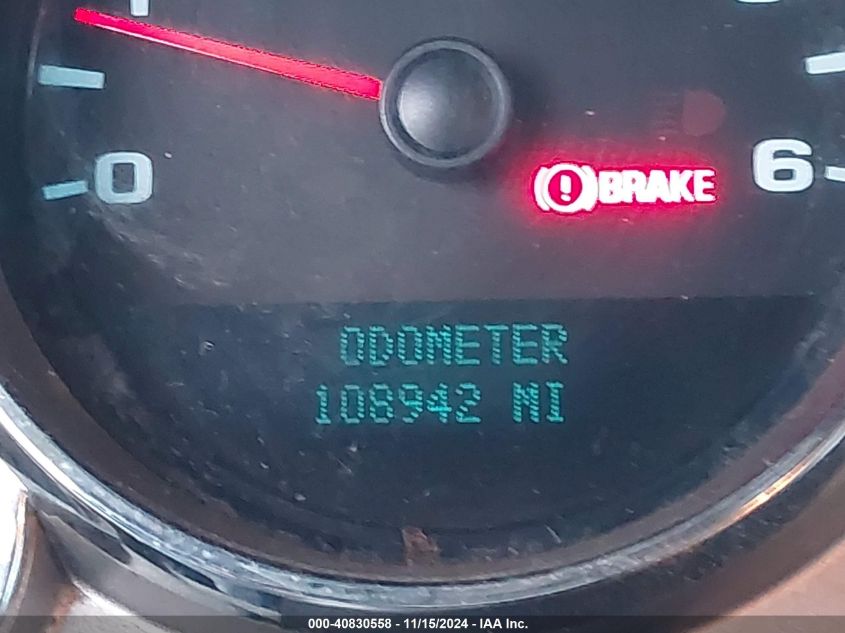 0
6
BRAKE
ODOMETER
108942 MI
000-40830558 - 11/15/2024 - IAA Inc.